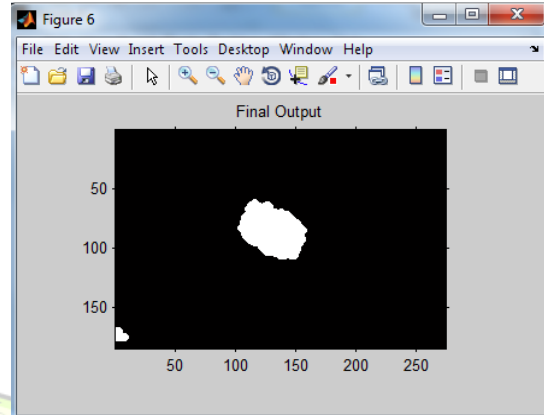 Figure 6
File Edit View Insert Tools Desktop Window Help
Final Output
50
100
150
50 100 150 200 250